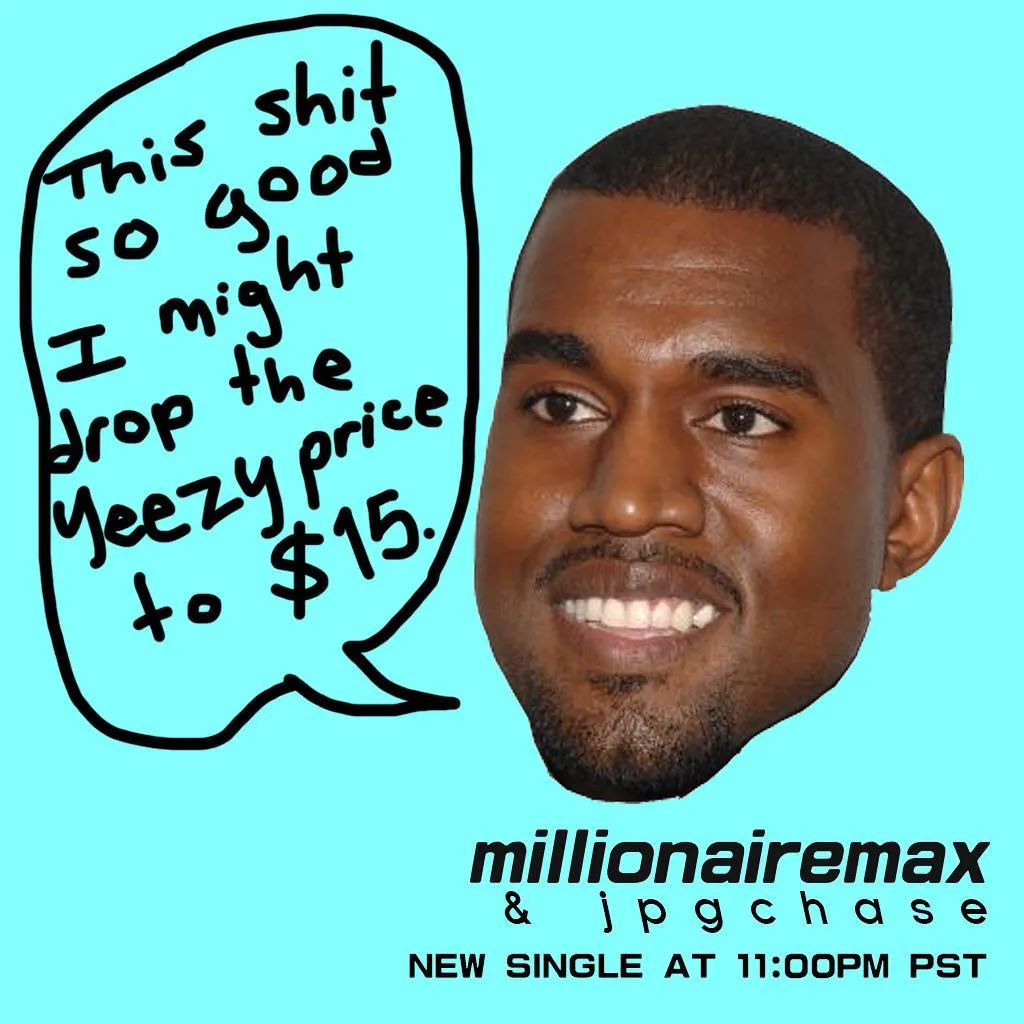 This shit
so good
I might
drop the
yeezy price
to $15.
millionairemax
& jpgchase
NEW SINGLE AT 11:00PM PST